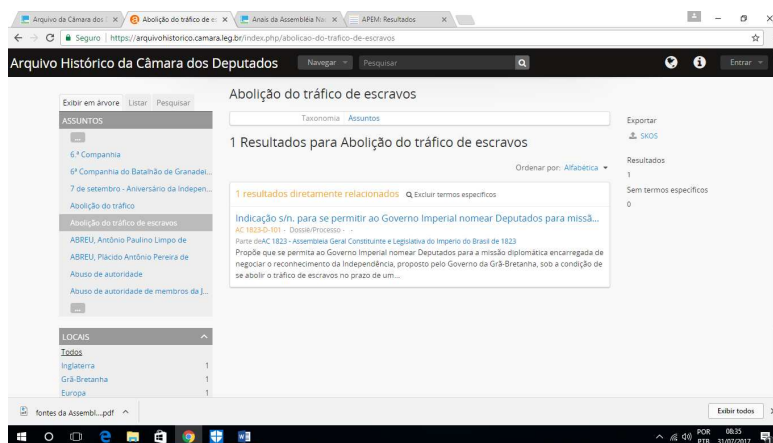 Arquivo da Câmara dos
Abolição do tráfico de es
Anais da Assembléia Na
APEM: Resultados
Seguro | https://arquivohistorico.camara.leg.br/index.php/abolicao-do-trafico-de-escravos
Arquivo Histórico da Câmara dos Deputados
Navegar
Pesquisar
Entrar
Exibir em árvore Listar Pesquisar
ASSUNTOS
...
6.ª Companhia
6ª Companhia do Batalhão de Granadei...
7 de setembro - Aniversário da Indepen...
Abolição do tráfico
Abolição do tráfico de escravos
ABREU, Antônio Paulino Limpo de
ABREU, Plácido Antônio Pereira de
Abuso de autoridade
Abuso de autoridade de membros da J...
...
LOCAIS
Todos
Inglaterra 1
Grã-Bretanha 1
Europa 1
Abolição do tráfico de escravos
Taxonomia Assuntos
1 Resultados para Abolição do tráfico de escravos
Ordenar por: Alfabética
1 resultados diretamente relacionados Excluir termos específicos
Indicação s/n. para se permitir ao Governo Imperial nomear Deputados para missã...
AC 1823-D-101 - Dossiê/Processo - -
Parte deAC 1823 - Assembleia Geral Constituinte e Legislativa do Império do Brasil de 1823
Propõe que se permita ao Governo Imperial nomear Deputados para a missão diplomática encarregada de
negociar o reconhecimento da Independência, proposto pelo Governo da Grã-Bretanha, sob a condição de
se abolir o tráfico de escravos no prazo de um...
Exportar
SKOS
Resultados
1
Sem termos específicos
0
fontes da Assembl....pdf
Exibir todos
POR
PTB
08:35
31/07/2017